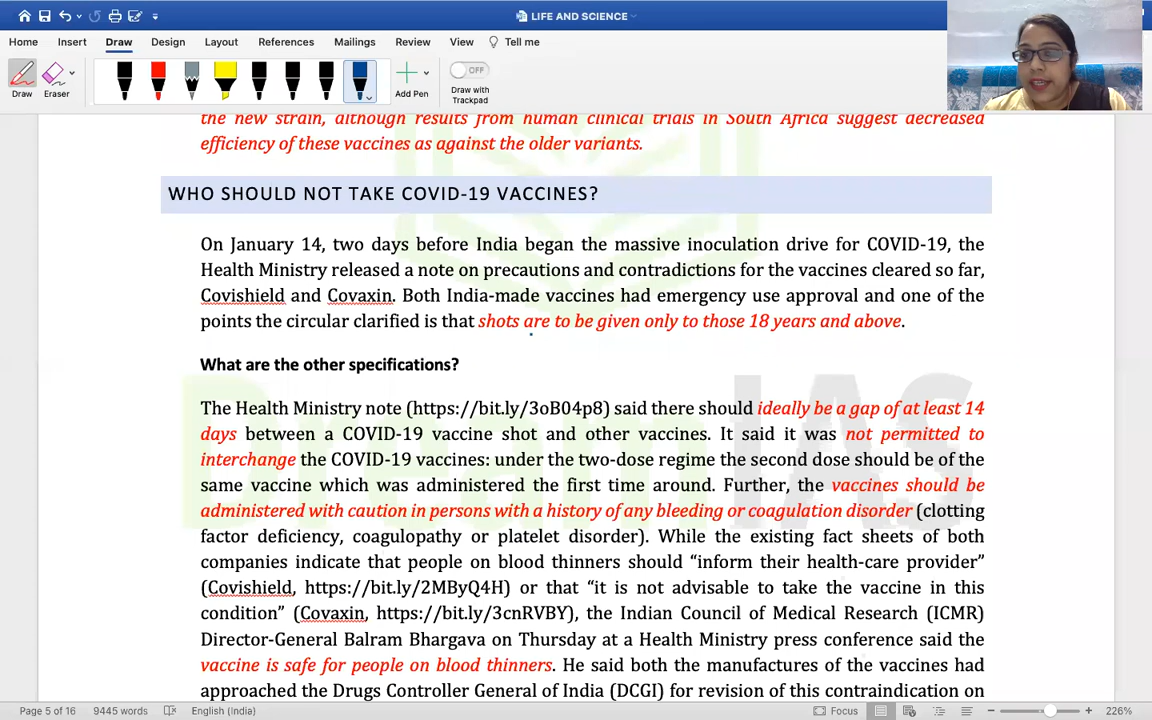 LIFE AND SCIENCE
Home Insert Draw Design Layout References Mailings Review View Tell me
Draw Eraser Add Pen OFF Draw with Trackpad
the new strain, although results from human clinical trials in South Africa suggest decreased
efficiency of these vaccines as against the older variants.
WHO SHOULD NOT TAKE COVID-19 VACCINES?
On January 14, two days before India began the massive inoculation drive for COVID-19, the
Health Ministry released a note on precautions and contradictions for the vaccines cleared so far,
Covishield and Covaxin. Both India-made vaccines had emergency use approval and one of the
points the circular clarified is that shots are to be given only to those 18 years and above.
What are the other specifications?
The Health Ministry note (https://bit.ly/3oB04p8) said there should ideally be a gap of at least 14
days between a COVID-19 vaccine shot and other vaccines. It said it was not permitted to
interchange the COVID-19 vaccines: under the two-dose regime the second dose should be of the
same vaccine which was administered the first time around. Further, the vaccines should be
administered with caution in persons with a history of any bleeding or coagulation disorder (clotting
factor deficiency, coagulopathy or platelet disorder). While the existing fact sheets of both
companies indicate that people on blood thinners should “inform their health-care provider”
(Covishield, https://bit.ly/2MByQ4H) or that “it is not advisable to take the vaccine in this
condition” (Covaxin, https://bit.ly/3cnRVBY), the Indian Council of Medical Research (ICMR)
Director-General Balram Bhargava on Thursday at a Health Ministry press conference said the
vaccine is safe for people on blood thinners. He said both the manufactures of the vaccines had
approached the Drugs Controller General of India (DCGI) for revision of this contraindication on
Page 5 of 16 9445 words English (India) Focus 226%